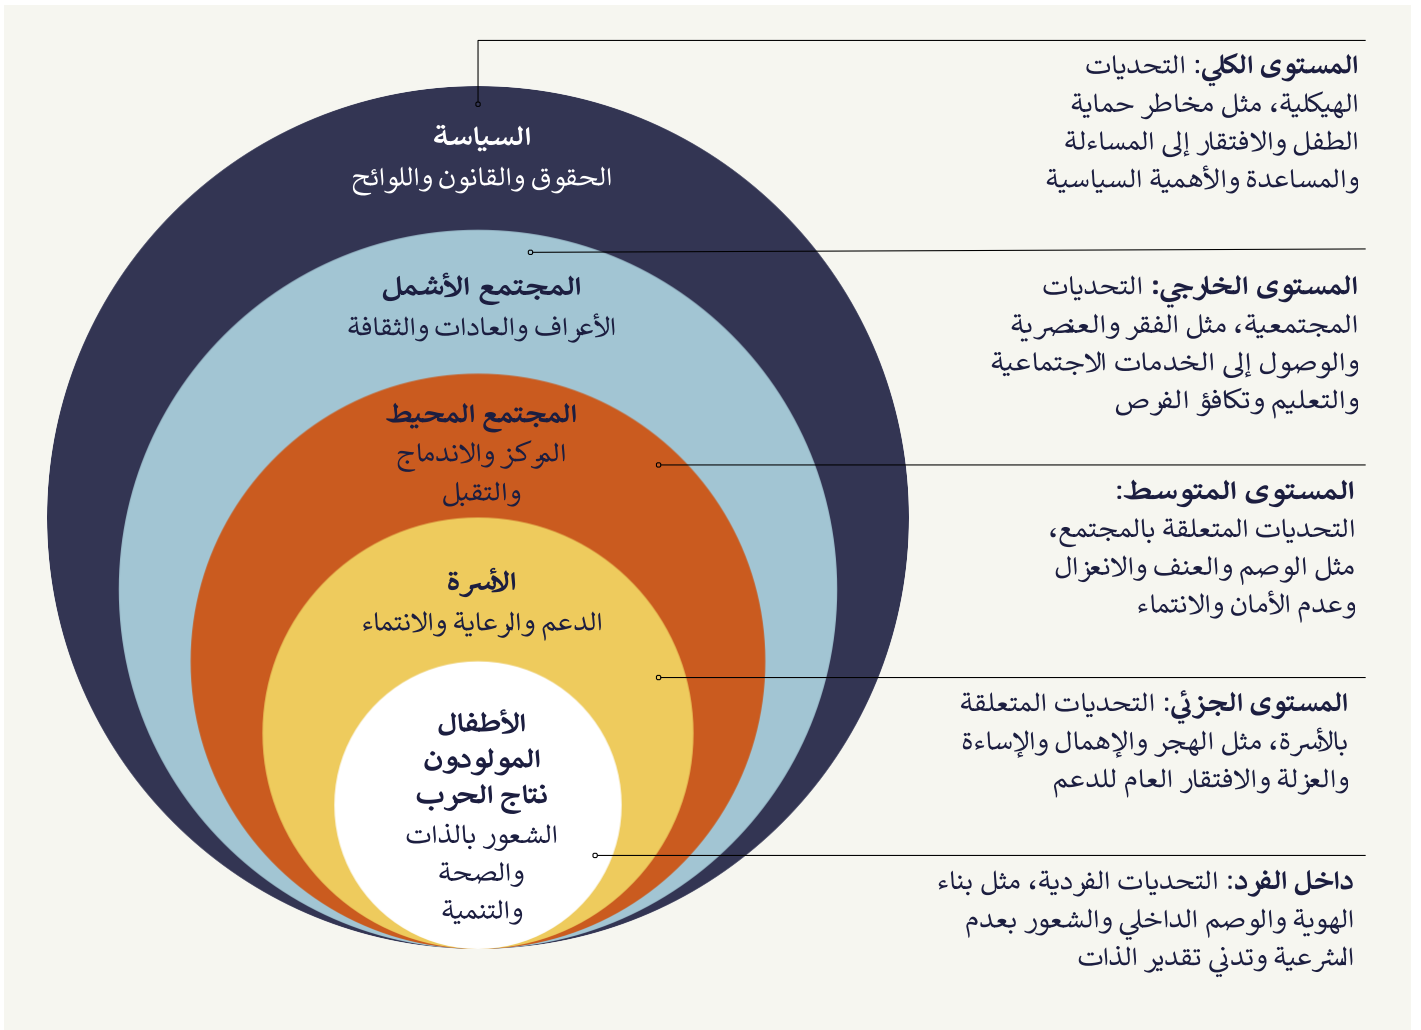 السياسة
الحقوق والقانون واللوائح
المجتمع الأشمل
الأعراف والعادات والثقافة
المجتمع المحيط
المركز والاندماج
والتقبل
الأسرة
الدعم والرعاية والانتماء
الأطفال
المولودون
نتاج الحرب
الشعور بالذات
والصحة
والتنمية
المستوى الكلي: التحديات
الهيكلية، مثل مخاطر حماية
الطفل والافتقار إلى المساءلة
والمساعدة والأهمية السياسية
المستوى الخارجي: التحديات
المجتمعية، مثل الفقر والعنصرية
والوصول إلى الخدمات الاجتماعية
والتعليم وتكافؤ الفرص
المستوى المتوسط:
التحديات المتعلقة بالمجتمع،
مثل الوصم والعنف والانعزال
وعدم الأمان والانتماء
المستوى الجزئي: التحديات المتعلقة
بالأسرة، مثل الهجر والإهمال والإساءة
والعزلة والافتقار العام للدعم
داخل الفرد: التحديات الفردية، مثل بناء
الهوية والوصم الداخلي والشعور بعدم
الشرعية وتدني تقدير الذات